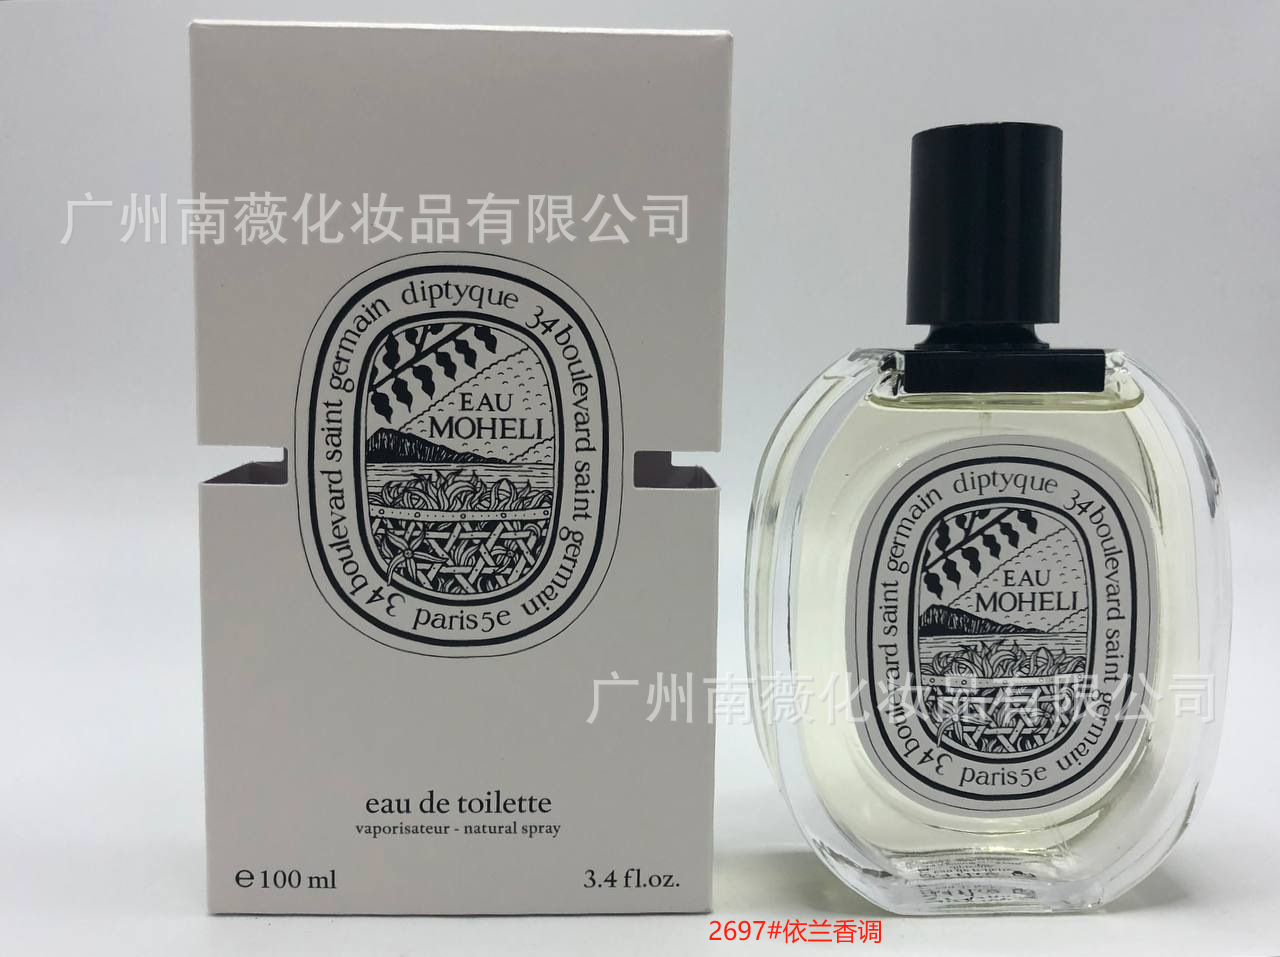 广州南薇化妆品有限公司
diptyque 34 boulevard saint germain paris5e 34 boulevard saint germain
EAU
MOHELI
eau de toilette
vaporisateur - natural spray
e 100 ml
3.4 fl.oz.
diptyque 34 boulevard saint germain paris5e 34 boulevard saint germain
EAU
MOHELI
广州南薇化妆品有限公司
2697#依兰香调